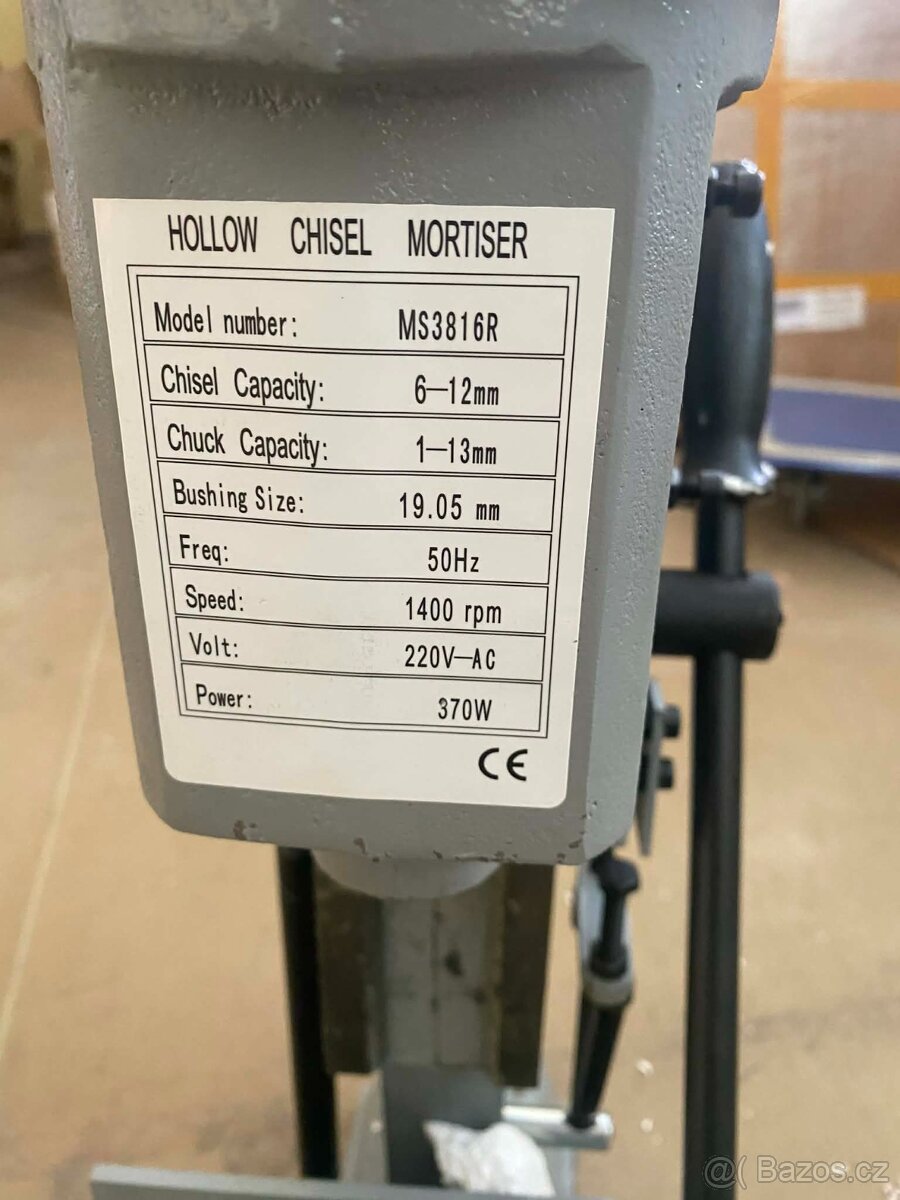 HOLLOW CHISEL MORTISER
Model number: MS3816R
Chisel Capacity: 6—12mm
Chuck Capacity: 1—13mm
Bushing Size: 19.05 mm
Freq: 50Hz
Speed: 1400 rpm
Volt: 220V—AC
Power: 370W
CE
@( Bazos.cz